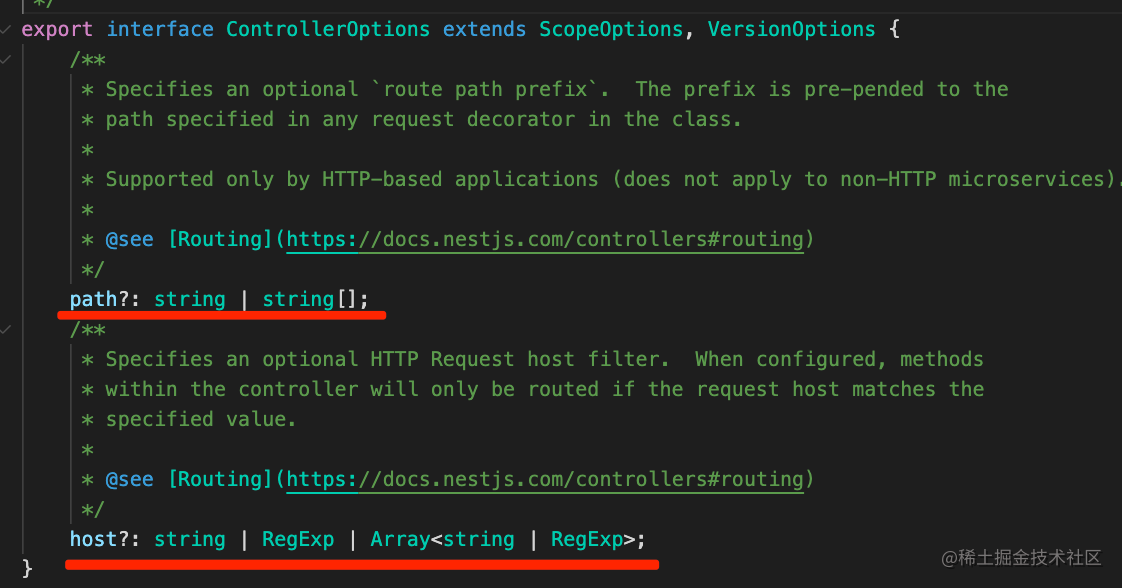 */
export interface ControllerOptions extends ScopeOptions, VersionOptions {
/**
* Specifies an optional `route path prefix`.  The prefix is pre-pended to the
* path specified in any request decorator in the class.
*
* Supported only by HTTP-based applications (does not apply to non-HTTP microservices).
*
* @see [Routing](https://docs.nestjs.com/controllers#routing)
*/
path?: string | string[];
/**
* Specifies an optional HTTP Request host filter.  When configured, methods
* within the controller will only be routed if the request host matches the
* specified value.
*
* @see [Routing](https://docs.nestjs.com/controllers#routing)
*/
host?: string | RegExp | Array<string | RegExp>;
}
@稀土掘金技术社区